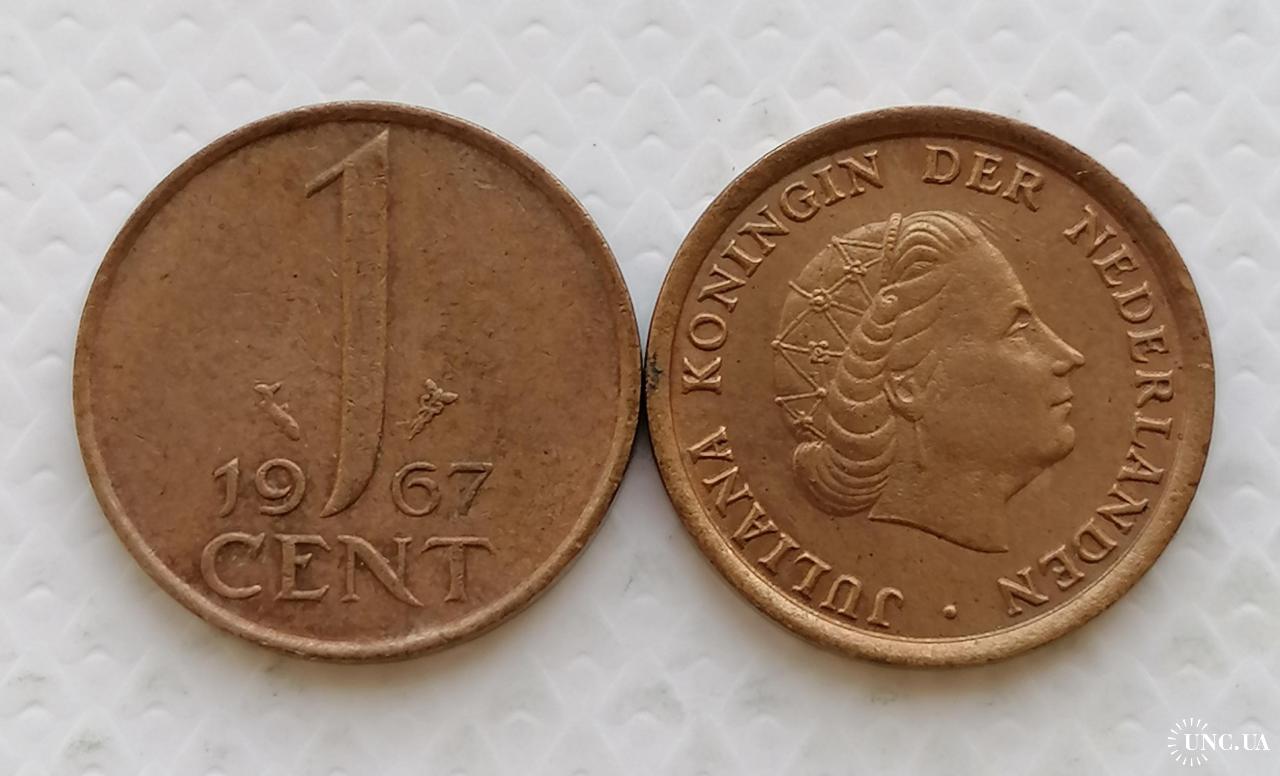 1
19 67
CENT
JULIANA KONINGIN DER NEDERLANDEN ·
UNC.UA